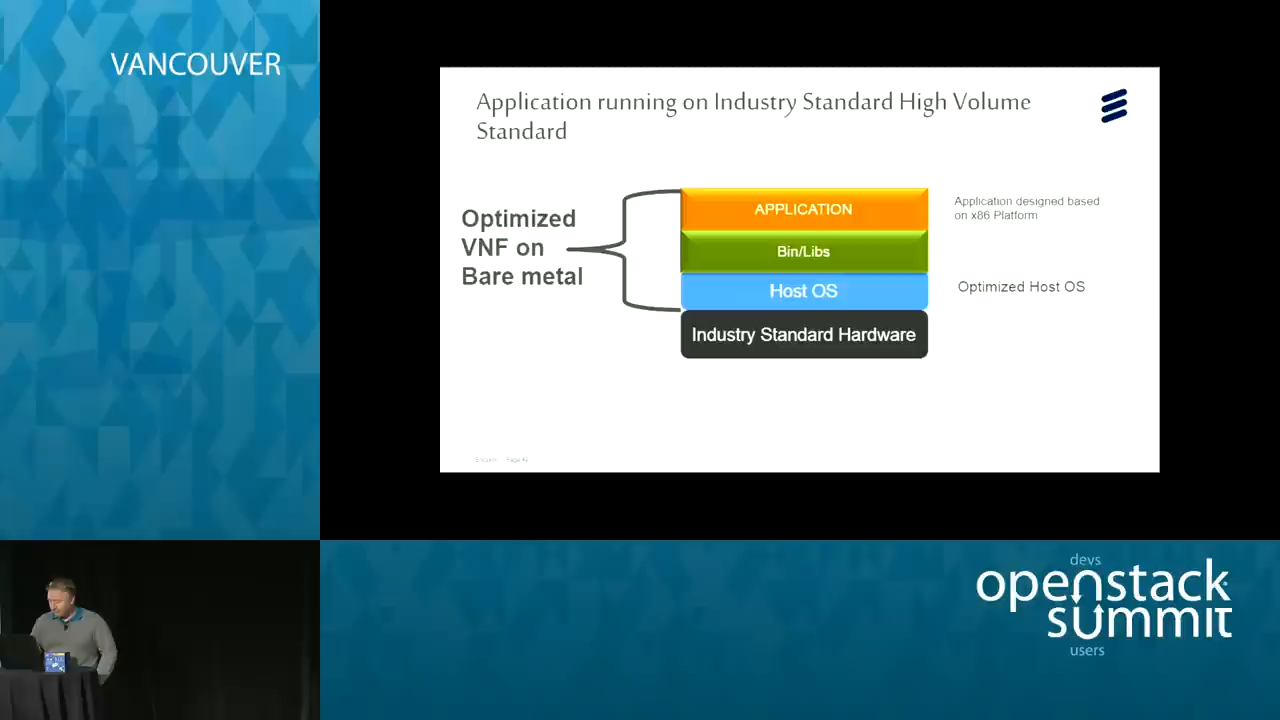 VANCOUVER
Application running on Industry Standard High Volume
Standard
Optimized
VNF on
Bare metal
APPLICATION
Bin/Libs
Host OS
Industry Standard Hardware
Application designed based
on x86 Platform
Optimized Host OS
devs
openstack
summit
users